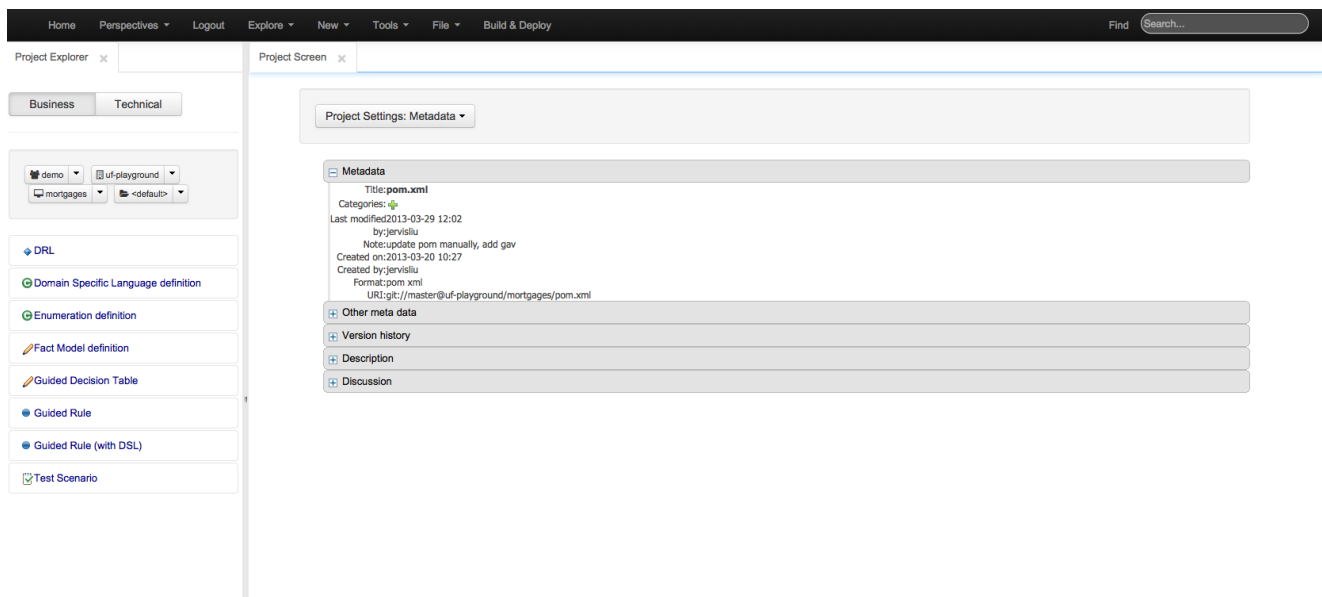 Home Perspectives Logout Explore New Tools File Build & Deploy Find Search...
Project Explorer Project Screen
Business Technical
Project Settings: Metadata
demo uf-playground
mortgages <default>
Metadata
Title:pom.xml
Categories:
Last modified2013-03-29 12:02
by:jervisliu
Note:update pom manually, add gav
Created on:2013-03-20 10:27
Created by:jervisliu
Format:pom xml
URI:git://master@uf-playground/mortgages/pom.xml
Other meta data
Version history
Description
Discussion
DRL
Domain Specific Language definition
Enumeration definition
Fact Model definition
Guided Decision Table
Guided Rule
Guided Rule (with DSL)
Test Scenario